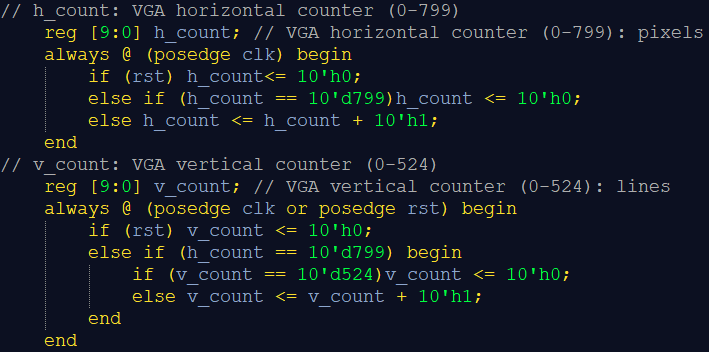 // h_count: VGA horizontal counter (0-799)
    reg [9:0] h_count; // VGA horizontal counter (0-799): pixels
    always @ (posedge clk) begin
        if (rst) h_count<= 10'h0;
        else if (h_count == 10'd799)h_count <= 10'h0;
        else h_count <= h_count + 10'h1;
    end
// v_count: VGA vertical counter (0-524)
    reg [9:0] v_count; // VGA vertical counter (0-524): lines
    always @ (posedge clk or posedge rst) begin
        if (rst) v_count <= 10'h0;
        else if (h_count == 10'd799) begin
            if (v_count == 10'd524)v_count <= 10'h0;
            else v_count <= v_count + 10'h1;
        end
    end